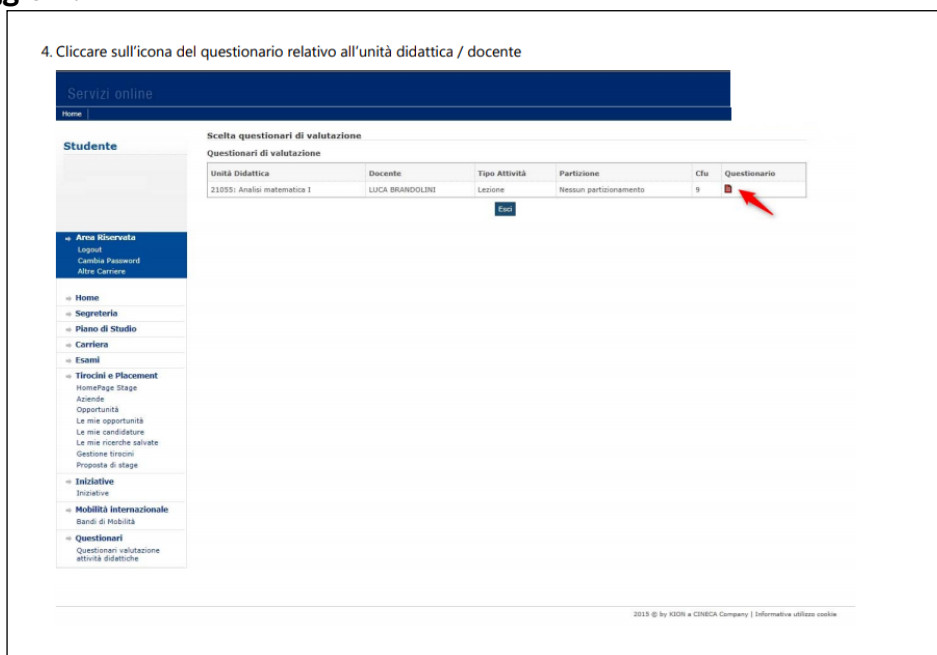 4. Cliccare sull'icona del questionario relativo all'unità didattica / docente
Servizi online
Home
Studente
Scelta questionari di valutazione
Questionari di valutazione
Unità Didattica Docente Tipo Attività Partizione Cfu Questionario
21055: Analisi matematica I LUCA BRANDOLINI Lezione Nessun partizionamento 9
Esci
Area Riservata
Logout
Cambia Password
Altre Carriere
Home
Segreteria
Piano di Studio
Carriera
Esami
Tirocini e Placement
HomePage Stage
Aziende
Opportunità
Le mie opportunità
Le mie candidature
Le mie ricerche salvate
Gestione tirocini
Proposta di stage
Iniziative
Iniziative
Mobilità internazionale
Bandi di Mobilità
Questionari
Questionari valutazione
attività didattiche
2015 © by KION a CINECA Company | Informativa utilizzo cookie